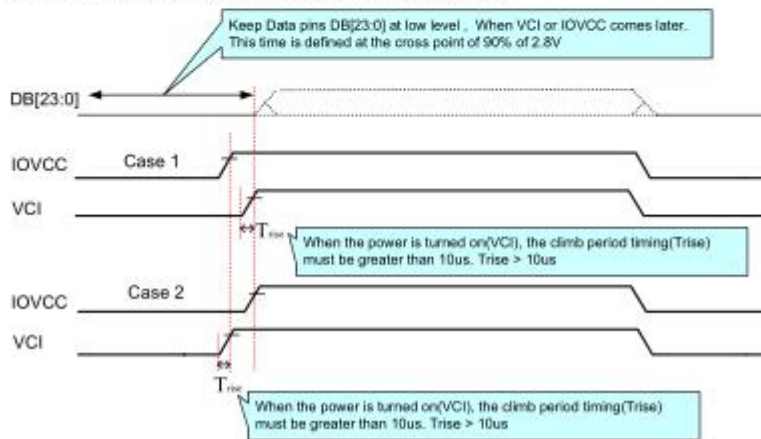 Keep Data pins DB[23:0] at low level , When VCI or IOVCC comes later.
This time is defined at the cross point of 90% of 2.8V
DB[23:0]
IOVCC
Case 1
VCI
Trise
When the power is turned on(VCI), the climb period timing(Trise)
must be greater than 10us. Trise > 10us
IOVCC
Case 2
VCI
Trise
When the power is turned on(VCI), the climb period timing(Trise)
must be greater than 10us. Trise > 10us